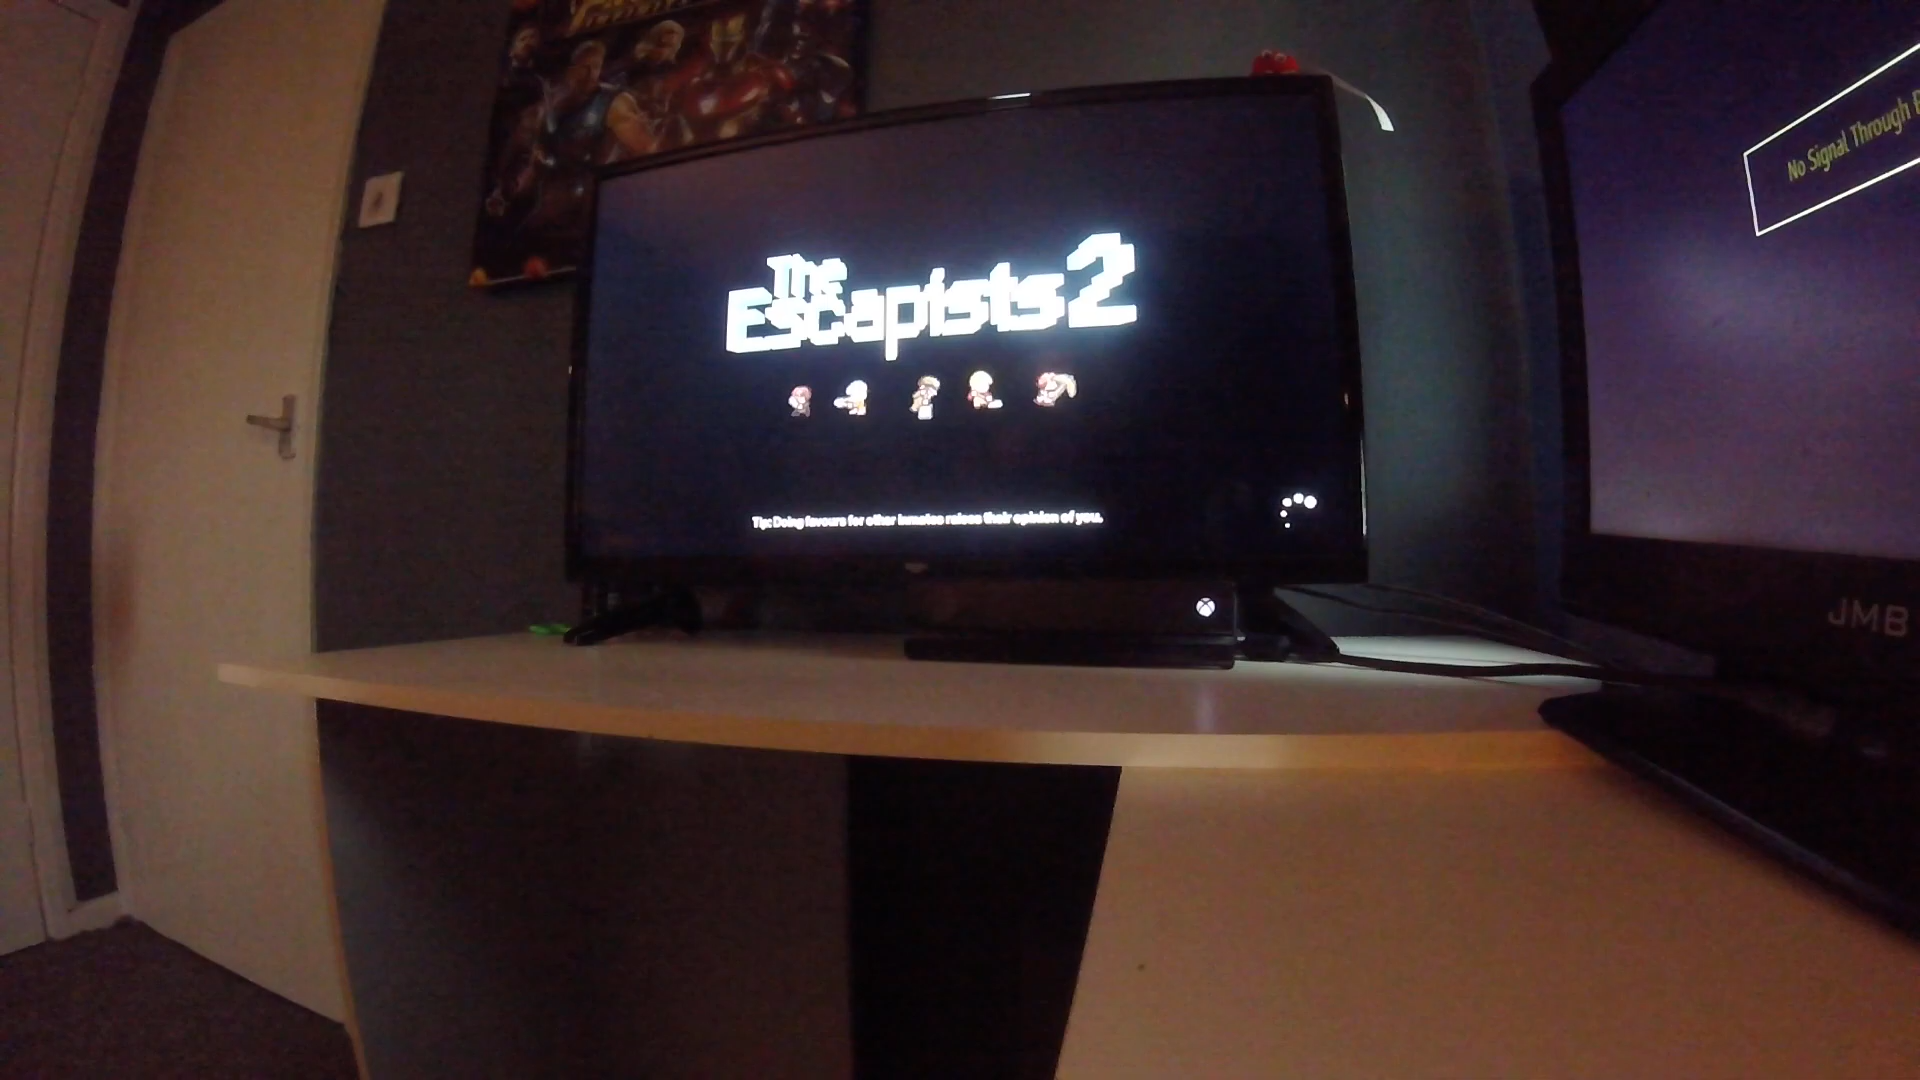 The
Escapists 2
Tip: Doing favours for other inmates raises their opinion of you.
No Signal Through
JMB